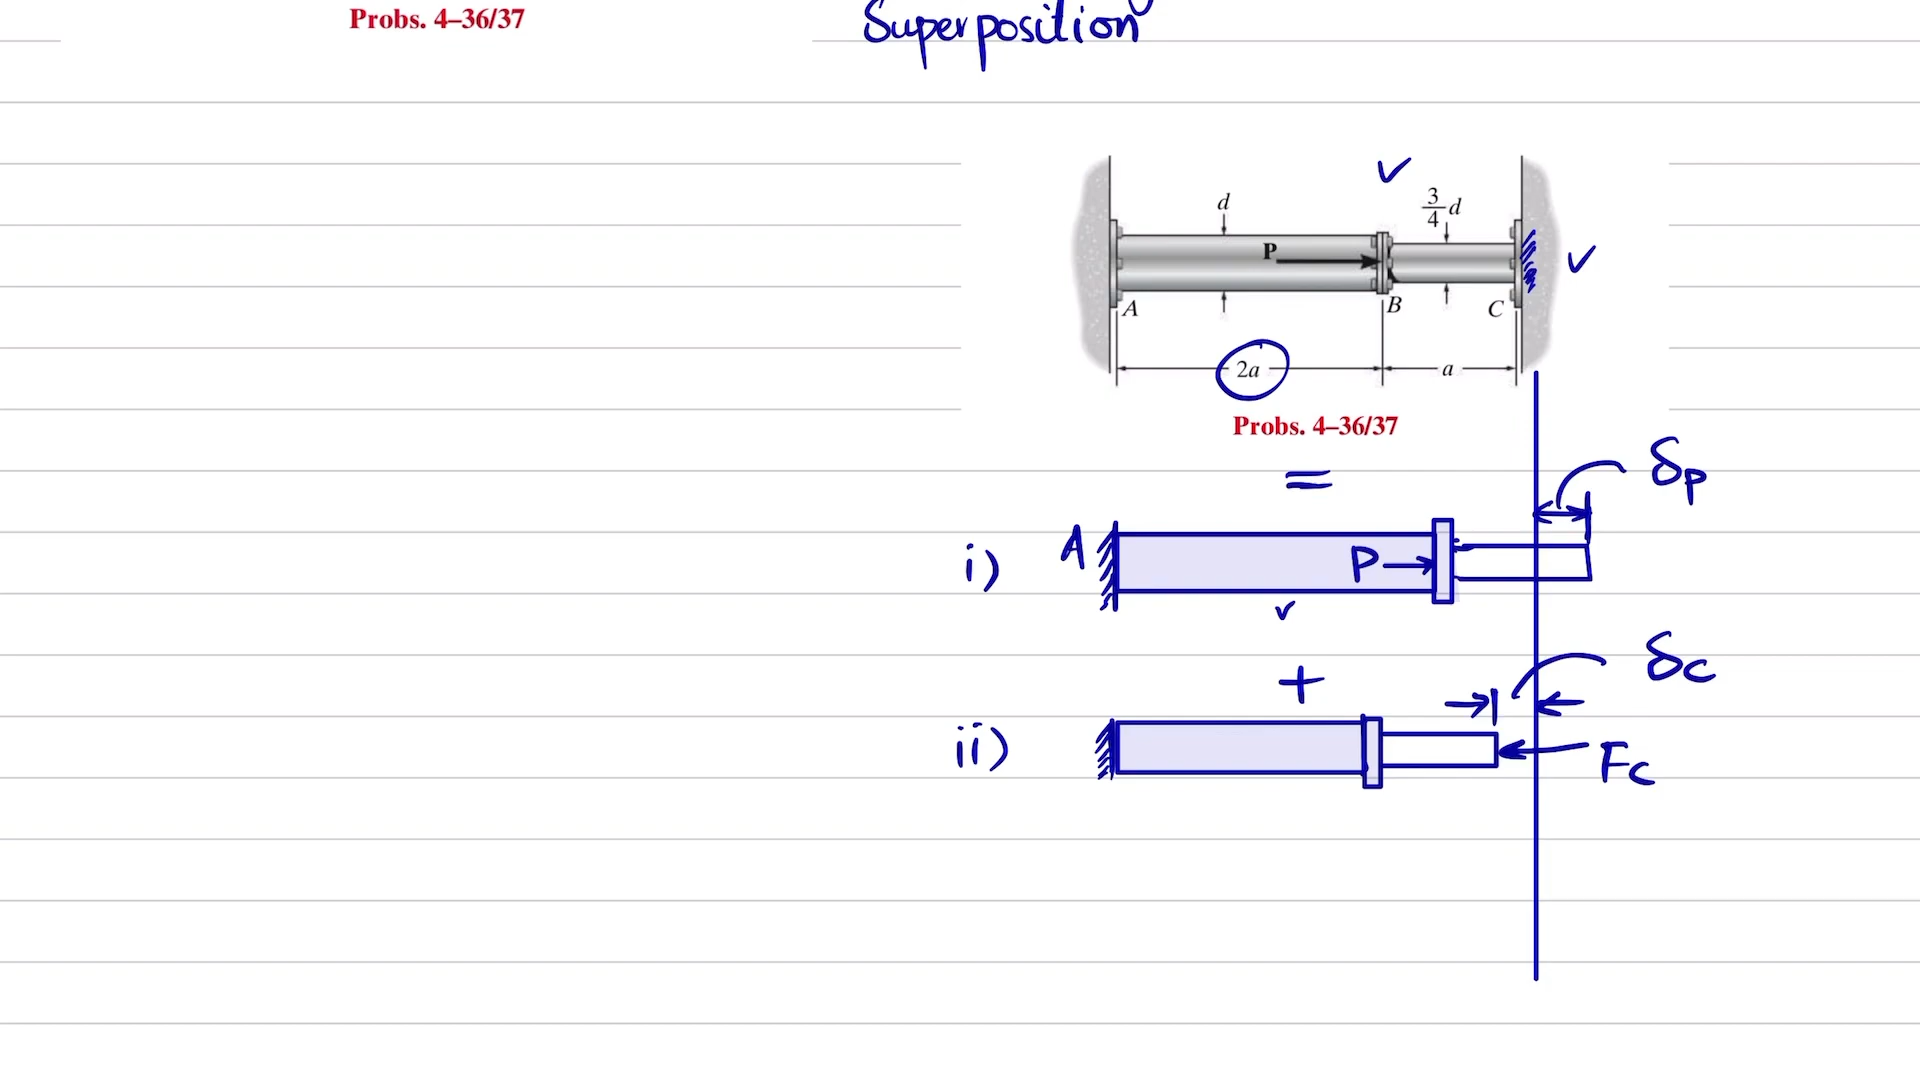 Probs. 4–36/37
Superposition
d
3/4 d
P
A
B
C
2a
a
Probs. 4–36/37
=
δp
i)
A
P
+
δc
ii)
Fc